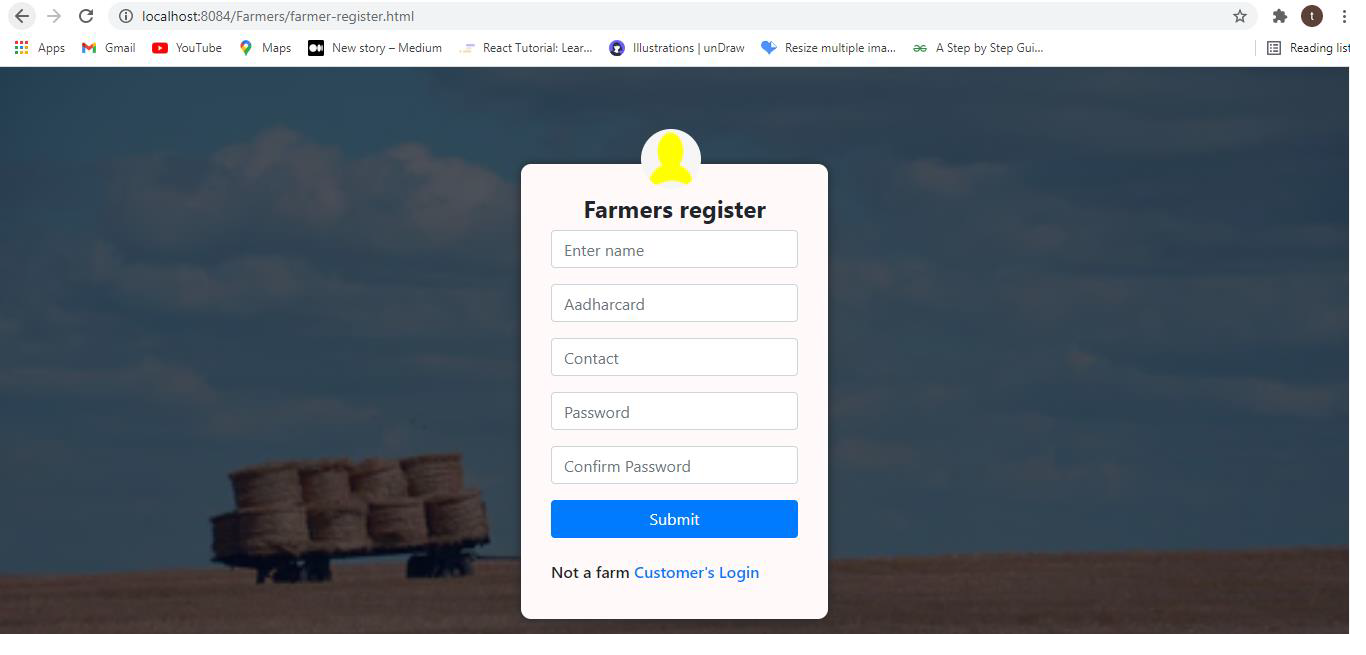 localhost:8084/Farmers/farmer-register.html
t
Apps Gmail YouTube Maps New story – Medium React Tutorial: Lear... Illustrations | unDraw Resize multiple ima... A Step by Step Gui... Reading list
Farmers register
Enter name
Aadharcard
Contact
Password
Confirm Password
Submit
Not a farm Customer's Login